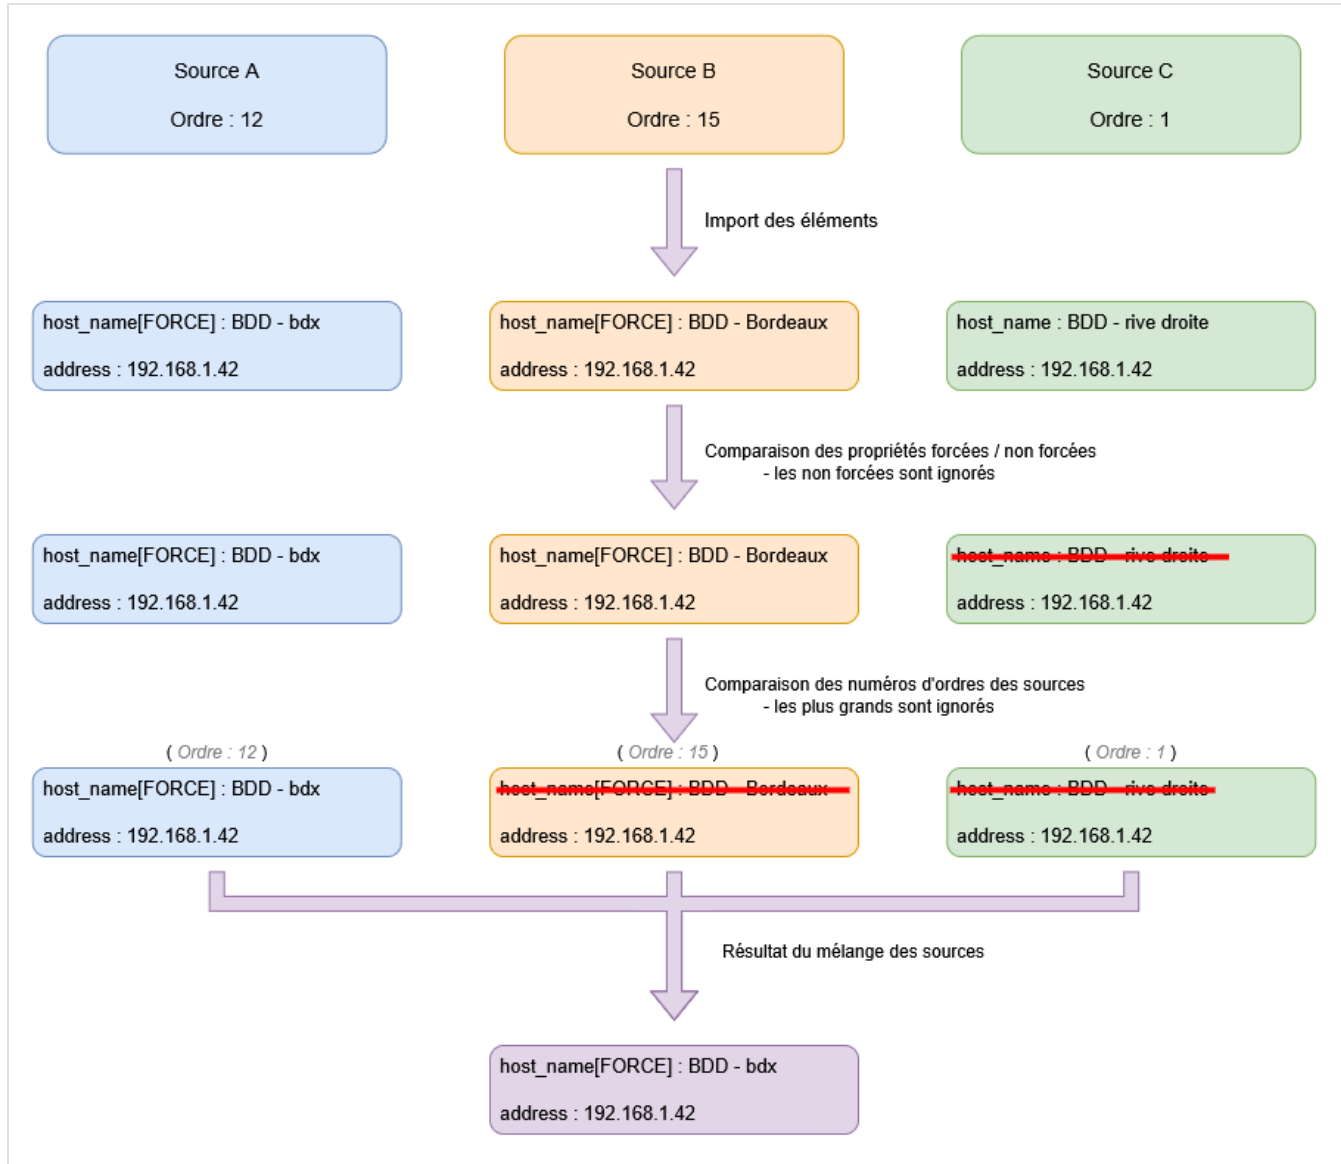 Source A
Ordre : 12
Source B
Ordre : 15
Source C
Ordre : 1
Import des éléments
host_name[FORCE] : BDD - bdx
address : 192.168.1.42
host_name[FORCE] : BDD - Bordeaux
address : 192.168.1.42
host_name : BDD - rive droite
address : 192.168.1.42
Comparaison des propriétés forcées / non forcées
- les non forcées sont ignorés
host_name[FORCE] : BDD - bdx
address : 192.168.1.42
host_name[FORCE] : BDD - Bordeaux
address : 192.168.1.42
host_name : BDD - rive droite
address : 192.168.1.42
Comparaison des numéros d'ordres des sources
- les plus grands sont ignorés
( Ordre : 12 )
host_name[FORCE] : BDD - bdx
address : 192.168.1.42
( Ordre : 15 )
host_name[FORCE] : BDD - Bordeaux
address : 192.168.1.42
( Ordre : 1 )
host_name : BDD - rive droite
address : 192.168.1.42
Résultat du mélange des sources
host_name[FORCE] : BDD - bdx
address : 192.168.1.42